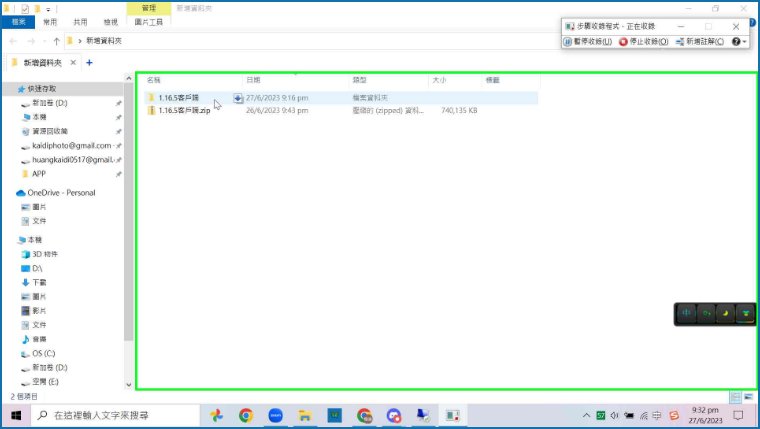 管理
新增資料夾
檔案
常用
共用
檢視
圖片工具
步驟收錄程式 - 正在收錄
暫停收錄(U)
停止收錄(O)
新增註解(C)
新增資料夾
新增資料夾
名稱
日期
類型
大小
標籤
1.16.5客戶端
27/6/2023 9:16 pm
檔案資料夾
1.16.5客戶端.zip
26/6/2023 9:43 pm
壓縮的 (zipped) 資料...
740,135 KB
快速存取
新加卷 (D:)
本機
資源回收筒
kaidiphoto@gmail.com -
huangkaidi0517@gmail.
APP
OneDrive - Personal
圖片
文件
本機
3D 物件
D:\
下載
圖片
影片
文件
音樂
OS (C:)
新加卷 (D:)
空間 (E:)
中
2 個項目
在這裡輸入文字來搜尋
57
中
9:32 pm
27/6/2023